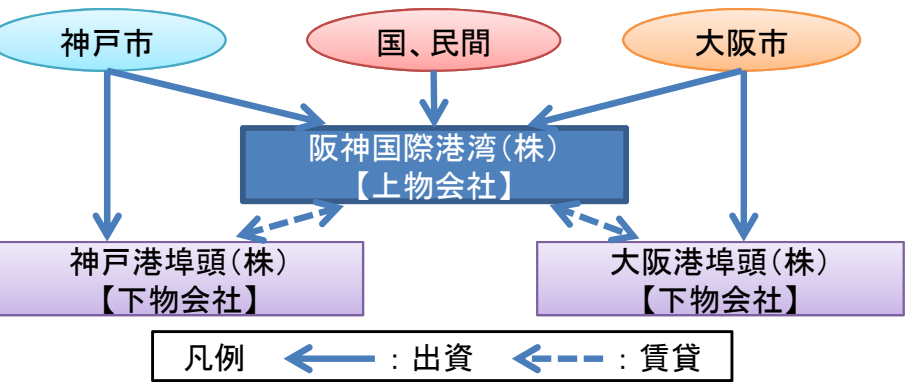 神戸市
国、民間
大阪市
阪神国際港湾(株)
【上物会社】
神戸港埠頭(株)
【下物会社】
大阪港埠頭(株)
【下物会社】
凡例 :出資 :賃貸